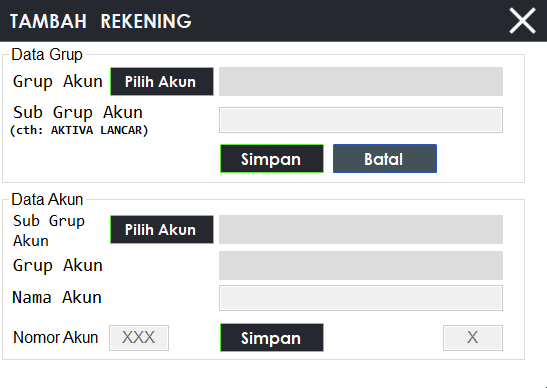 TAMBAH REKENING
Data Grup
Grup Akun Pilih Akun
Sub Grup Akun
(cth: AKTIVA LANCAR)
Simpan Batal
Data Akun
Sub Grup
Akun
Pilih Akun
Grup Akun
Nama Akun
Nomor Akun XXX Simpan X